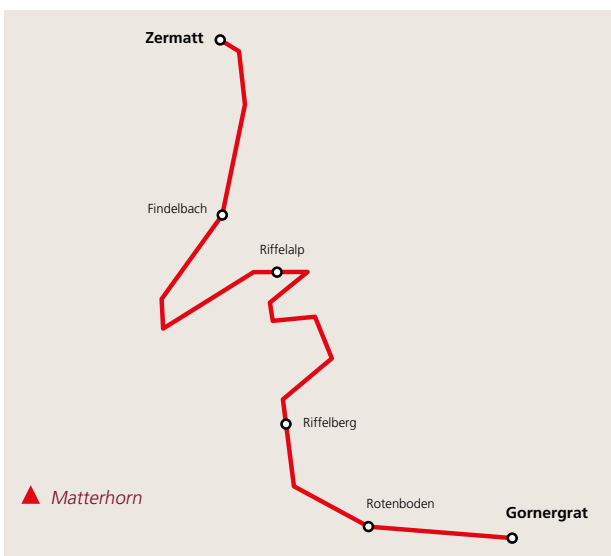 Zermatt
Findelbach
Riffelalp
Riffelberg
Matterhorn
Rotenboden
Gornergrat